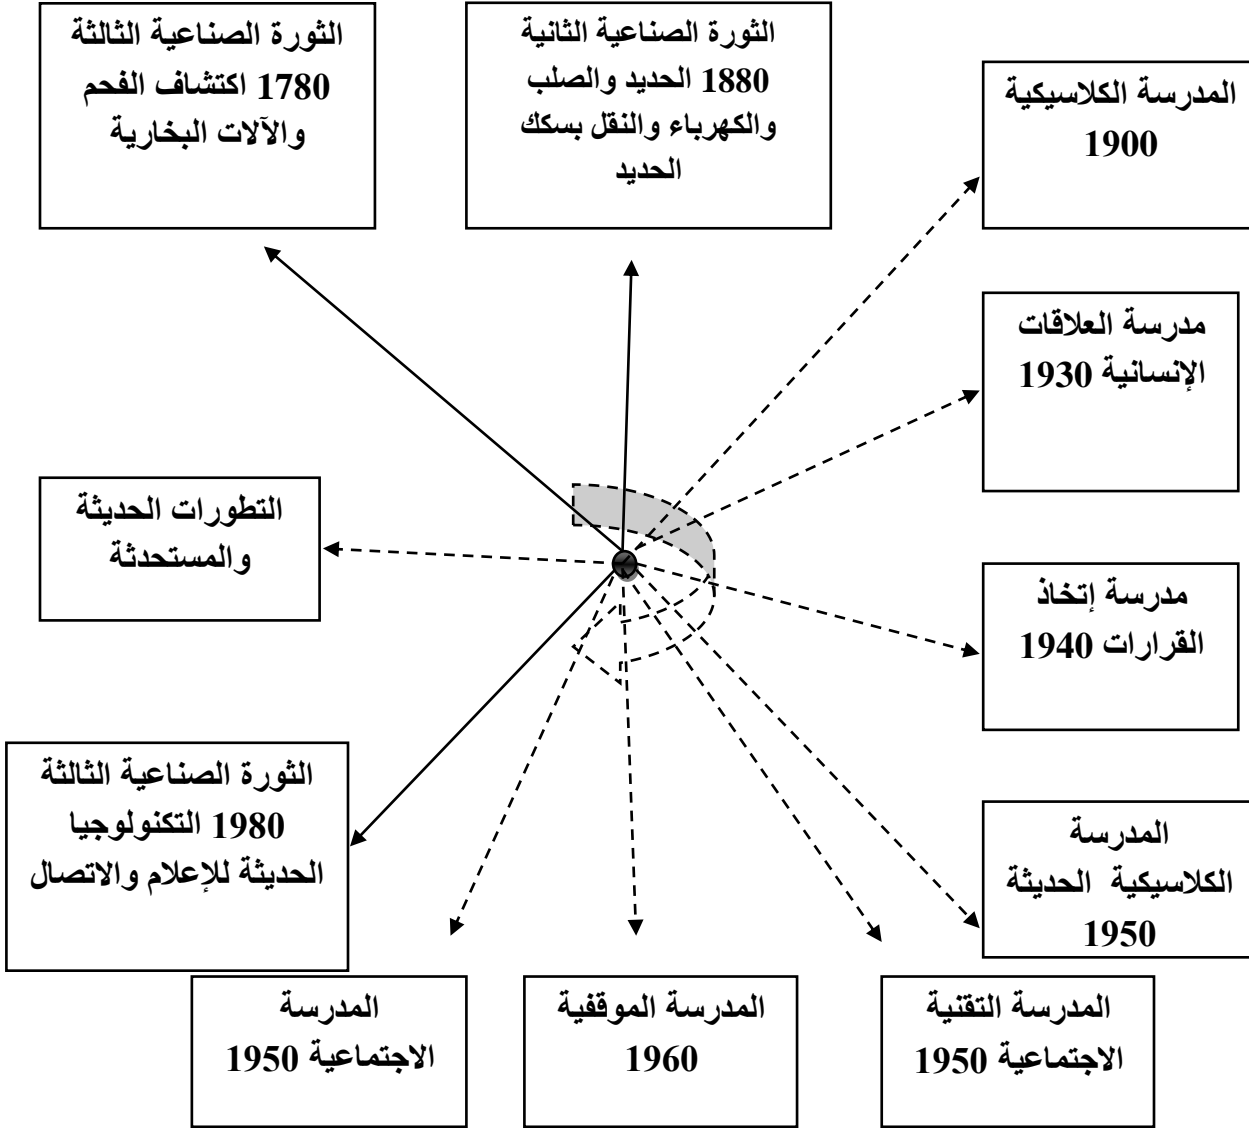 الثورة الصناعية الثالثة
1780 اكتشاف الفحم
والآلات البخارية
الثورة الصناعية الثانية
1880 الحديد والصلب
والكهرباء والنقل بسكك
الحديد
المدرسة الكلاسيكية
1900
مدرسة العلاقات
الإنسانية 1930
التطورات الحديثة
والمستحدثة
مدرسة إتخاذ
القرارات 1940
الثورة الصناعية الثالثة
1980 التكنولوجيا
الحديثة للإعلام والاتصال
المدرسة
الكلاسيكية الحديثة
1950
المدرسة
الاجتماعية 1950
المدرسة الموقفية
1960
المدرسة التقنية
الاجتماعية 1950